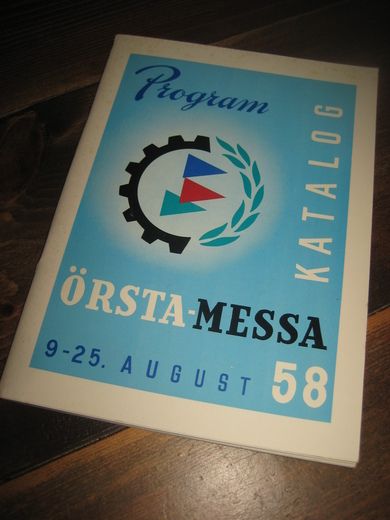 Program
KATALOG
ÖRSTA-MESSA
9-25. AUGUST 58